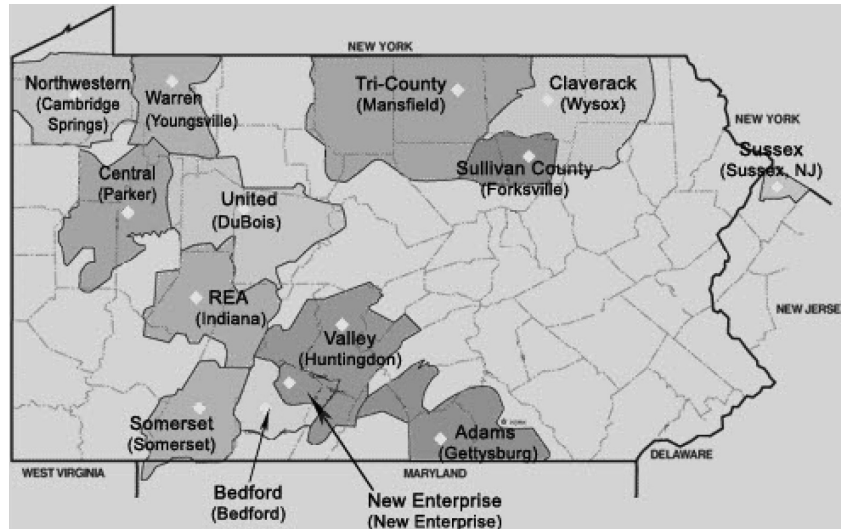 NEW YORK
Northwestern
(Cambridge
Springs)
Warren
(Youngsville)
Tri-County
(Mansfield)
Claverack
(Wysox)
NEW YORK
Sussex
(Sussex, NJ)
Central
(Parker)
Sullivan County
(Forksville)
United
(DuBois)
REA
(Indiana)
NEW JERSE
Valley
(Huntingdon)
Somerset
(Somerset)
YORK
Adams
(Gettysburg)
WEST VIRGINIA
MARYLAND
DELAWARE
Bedford
(Bedford)
New Enterprise
(New Enterprise)